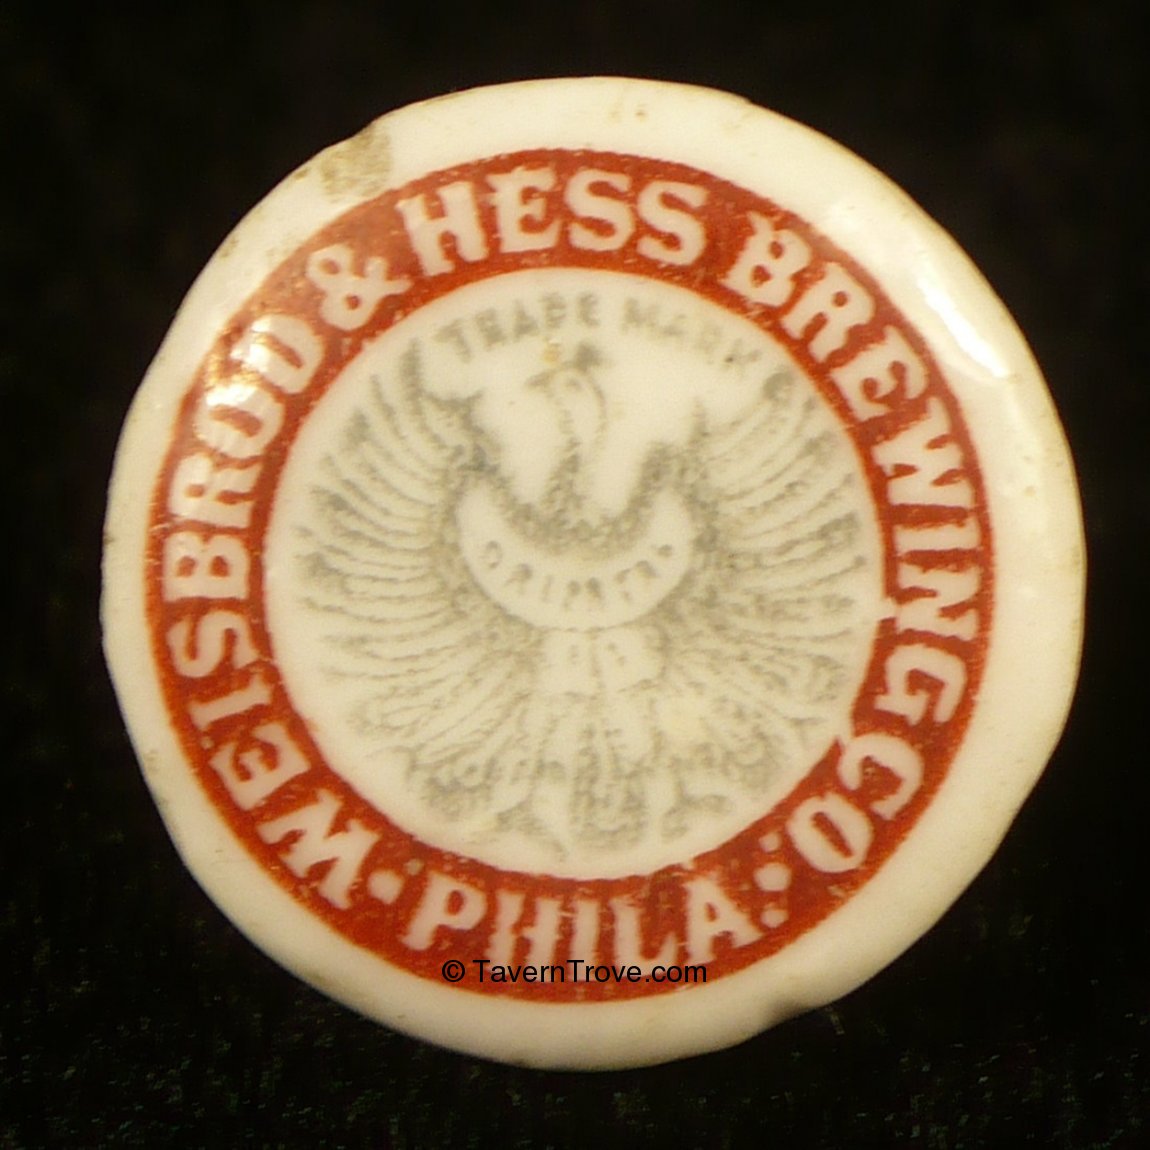 WEISBROD & HESS BREWING CO.
· PHILA. ·
TRADE MARK
© TavernTrove.com